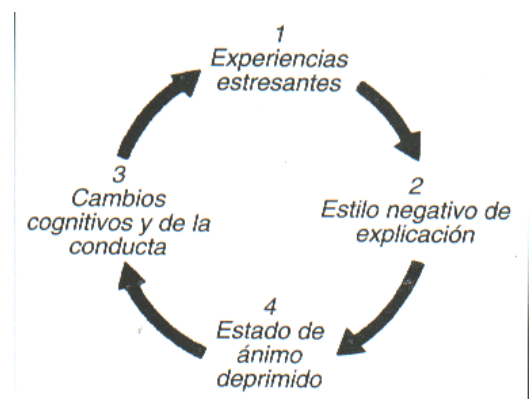 1
Experiencias
estresantes
2
Estilo negativo de
explicación
3
Cambios
cognitivos y de la
conducta
4
Estado de
ánimo
deprimido